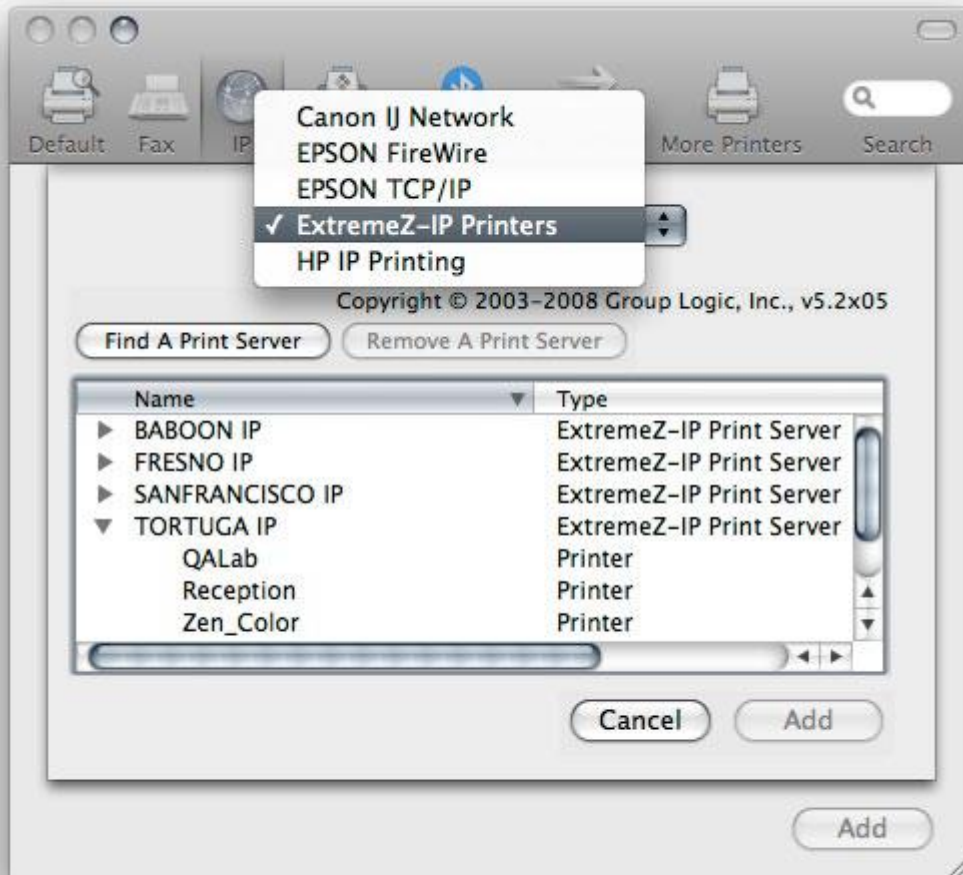 Default Fax IP More Printers Search
Canon IJ Network
EPSON FireWire
EPSON TCP/IP
✓ ExtremeZ-IP Printers
HP IP Printing
Copyright © 2003-2008 Group Logic, Inc., v5.2x05
Find A Print Server Remove A Print Server
Name Type
BABOON IP ExtremeZ-IP Print Server
FRESNO IP ExtremeZ-IP Print Server
SANFRANCISCO IP ExtremeZ-IP Print Server
TORTUGA IP ExtremeZ-IP Print Server
QALab Printer
Reception Printer
Zen_Color Printer
Cancel Add
Add